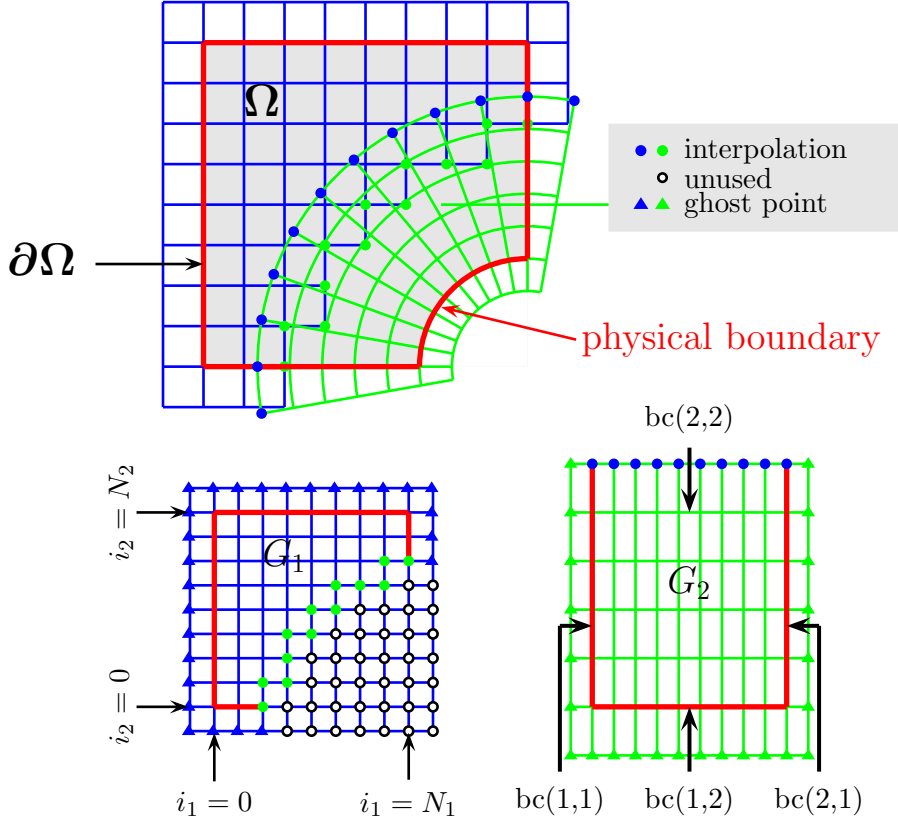 Ω
interpolation
unused
ghost point
∂Ω
physical boundary
bc(2,2)
i₂ = N₂
G₁
G₂
i₂ = 0
i₁ = 0
i₁ = N₁
bc(1,1)
bc(1,2)
bc(2,1)